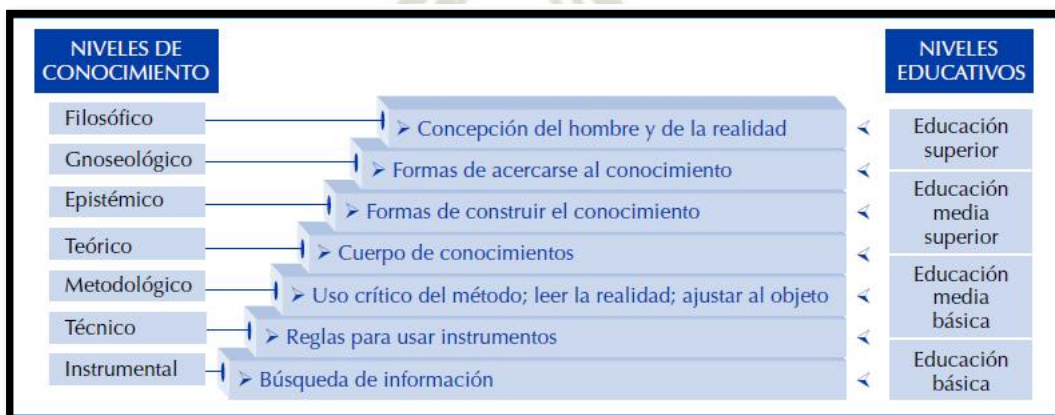 NIVELES DE
CONOCIMIENTO
NIVELES
EDUCATIVOS
Filosófico
➢ Concepción del hombre y de la realidad
Gnoseológico
➢ Formas de acercarse al conocimiento
Epistémico
➢ Formas de construir el conocimiento
Teórico
➢ Cuerpo de conocimientos
Metodológico
➢ Uso crítico del método; leer la realidad; ajustar al objeto
Técnico
➢ Reglas para usar instrumentos
Instrumental
➢ Búsqueda de información
Educación
superior
Educación
media
superior
Educación
media
básica
Educación
básica